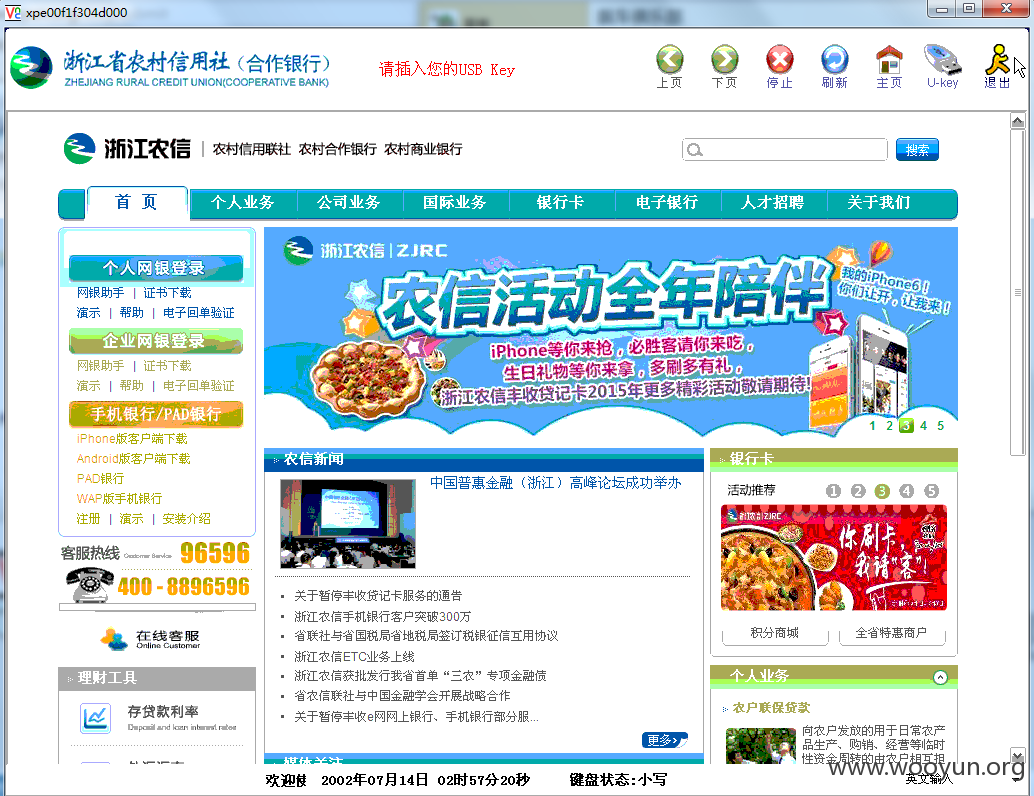 xpe00f1f304d000
浙江省农村信用社（合作银行）
ZHEJIANG RURAL CREDIT UNION(COOPERATIVE BANK)
请插入您的USB Key
上页 下页 停止 刷新 主页 U-key 退出
浙江农信 | 农村信用联社 农村合作银行 农村商业银行
搜索
首 页 个人业务 公司业务 国际业务 银行卡 电子银行 人才招聘 关于我们
个人网银登录
网银助手 | 证书下载
演示 | 帮助 | 电子回单验证
企业网银登录
网银助手 | 证书下载
演示 | 帮助 | 电子回单验证
手机银行/PAD银行
iPhone版客户端下载
Android版客户端下载
PAD银行
WAP版手机银行
注册 | 演示 | 安装介绍
客服热线 Customer Service 96596
400-8896596
在线客服
Online Customer
理财工具
存贷款利率
Deposit and loan interest rates
浙江农信 | ZJRC
农信活动全年陪伴
我的iPhone6！
你们让开，让我来！
iPhone等你来抢，必胜客请你来吃，
生日礼物等你来拿，多刷多有礼，
浙江农信丰收贷记卡2015年更多精彩活动敬请期待!
1 2 3 4 5
农信新闻
中国普惠金融（浙江）高峰论坛成功举办
关于暂停丰收贷记卡服务的通告
浙江农信手机银行客户突破300万
省联社与省国税局省地税局签订税银征信互用协议
浙江农信ETC业务上线
浙江农信获批发行我省首单“三农”专项金融债
省农信联社与中国金融学会开展战略合作
关于暂停丰收e网网上银行、手机银行部分服...
更多>>
媒体关注
银行卡
活动推荐 1 2 3 4 5
浙江农信 ZJRC
你刷卡，
我请“客”！
积分商城 全省特惠商户
个人业务
农户联保贷款
向农户发放的用于日常农产
品生产、购销、经营等临时
性资金周转的由农户相互担
www.wooyun.org
欢迎使 2002年07月14日 02时57分20秒 键盘状态:小写 英文输入